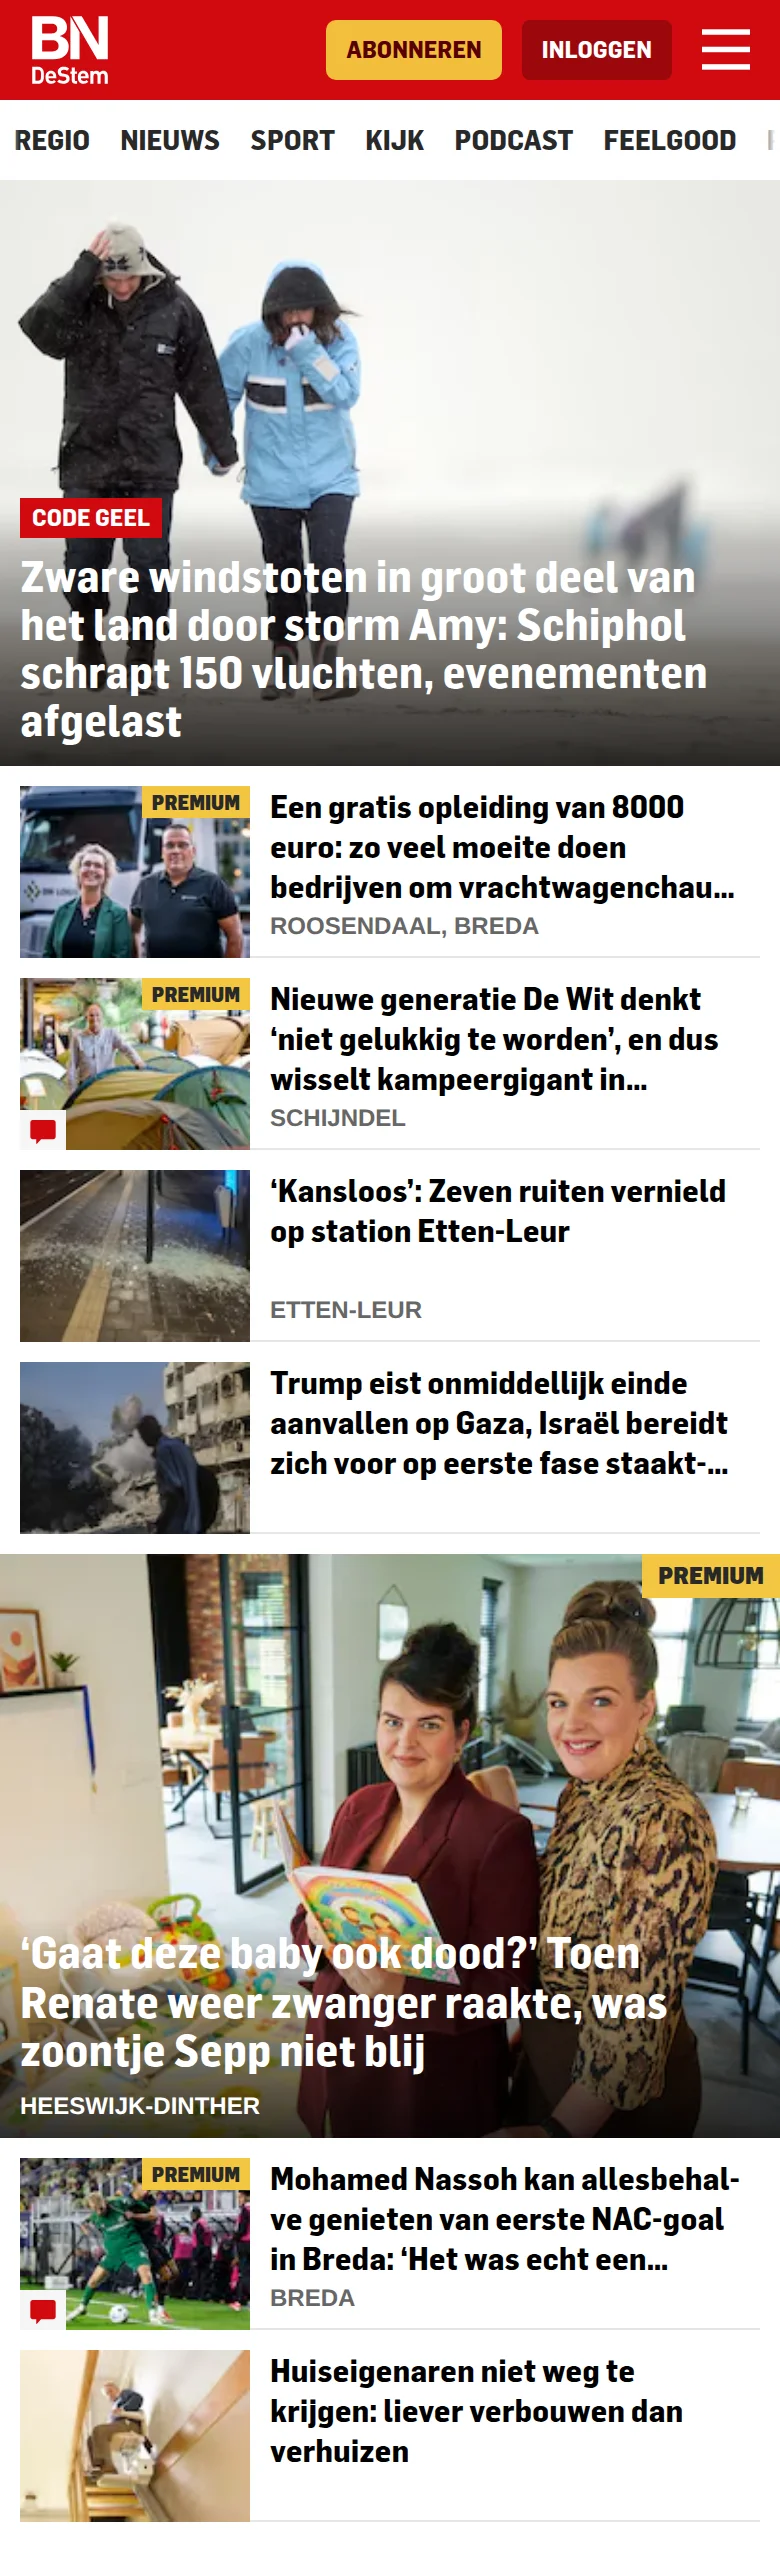 BN
DeStem
ABONNEREN
INLOGGEN
REGIO NIEUWS SPORT KIJK PODCAST FEELGOOD
CODE GEEL
Zware windstoten in groot deel van
het land door storm Amy: Schiphol
schrapt 150 vluchten, evenementen
afgelast
PREMIUM
Een gratis opleiding van 8000
euro: zo veel moeite doen
bedrijven om vrachtwagenchau...
ROOSENDAAL, BREDA
PREMIUM
Nieuwe generatie De Wit denkt
‘niet gelukkig te worden’, en dus
wisselt kampeergigant in...
SCHIJNDEL
‘Kansloos’: Zeven ruiten vernield
op station Etten-Leur
ETTEN-LEUR
Trump eist onmiddellijk einde
aanvallen op Gaza, Israël bereidt
zich voor op eerste fase staakt-...
PREMIUM
‘Gaat deze baby ook dood?’ Toen
Renate weer zwanger raakte, was
zoontje Sepp niet blij
HEESWIJK-DINTHER
PREMIUM
Mohamed Nassoh kan allesbehal-
ve genieten van eerste NAC-goal
in Breda: ‘Het was echt een...
BREDA
Huiseigenaren niet weg te
krijgen: liever verbouwen dan
verhuizen